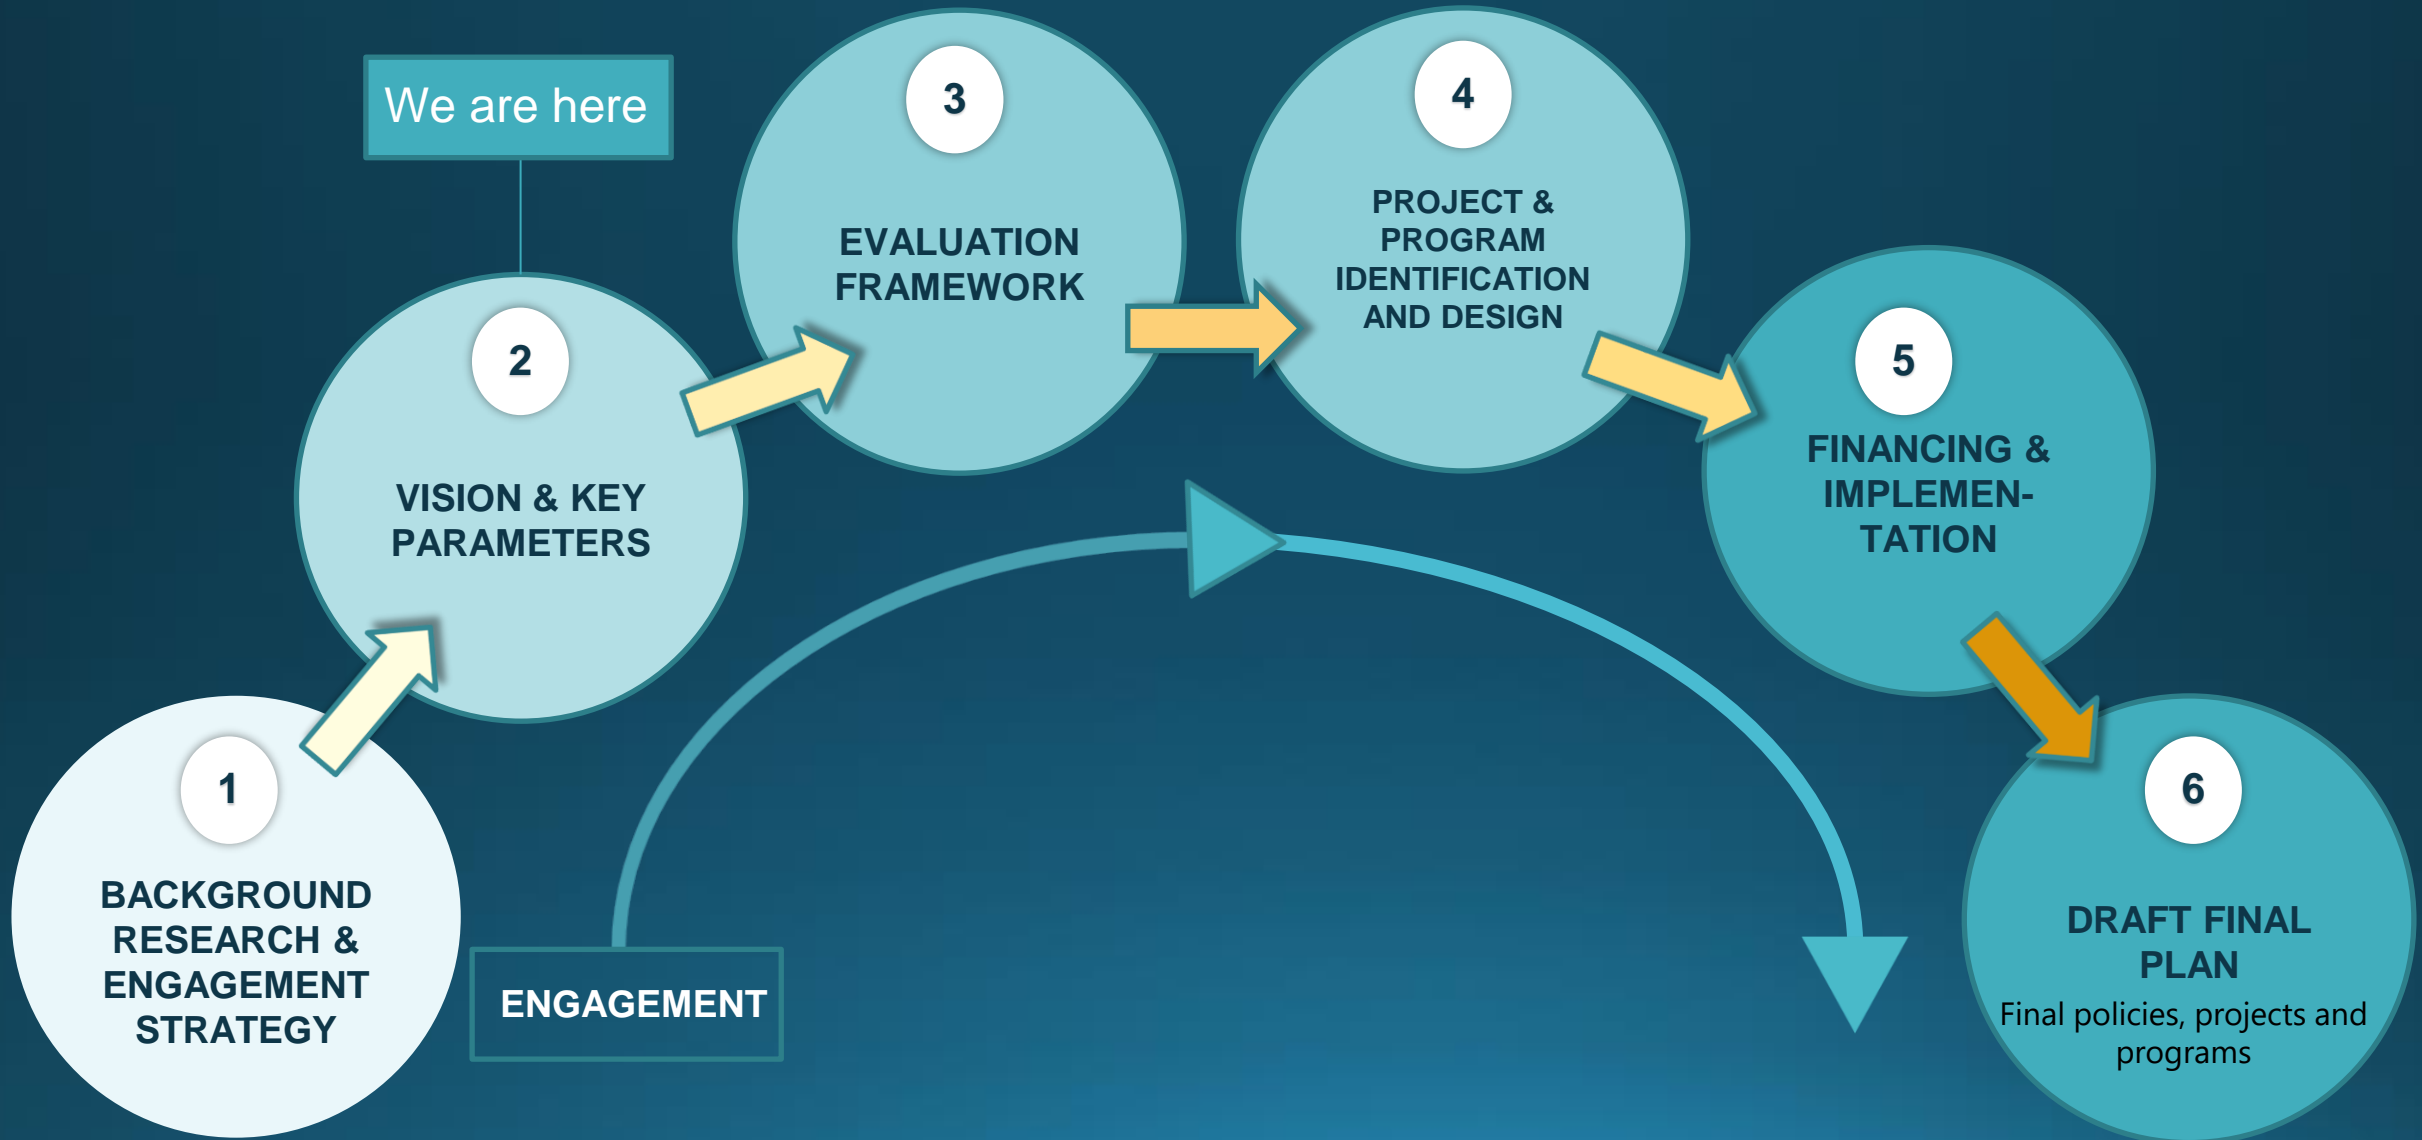 We are here
1
BACKGROUND
RESEARCH &
ENGAGEMENT
STRATEGY
2
VISION & KEY
PARAMETERS
3
EVALUATION
FRAMEWORK
4
PROJECT &
PROGRAM
IDENTIFICATION
AND DESIGN
5
FINANCING &
IMPLEMEN-
TATION
6
DRAFT FINAL
PLAN
Final policies, projects and
programs
ENGAGEMENT